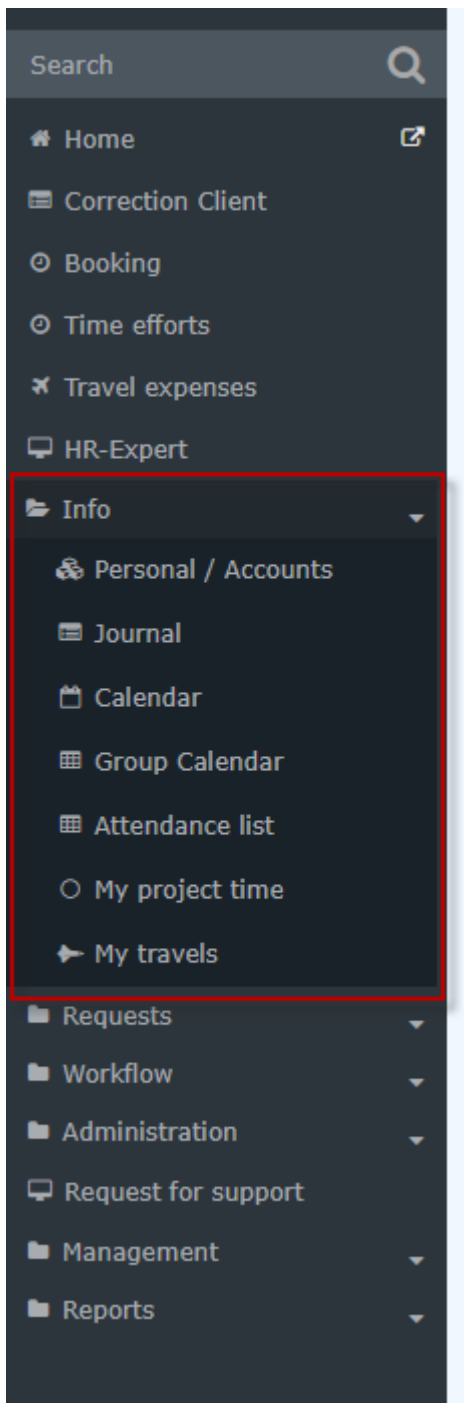 Search
Home
Correction Client
Booking
Time efforts
Travel expenses
HR-Expert
Info
Personal / Accounts
Journal
Calendar
Group Calendar
Attendance list
My project time
My travels
Requests
Workflow
Administration
Request for support
Management
Reports